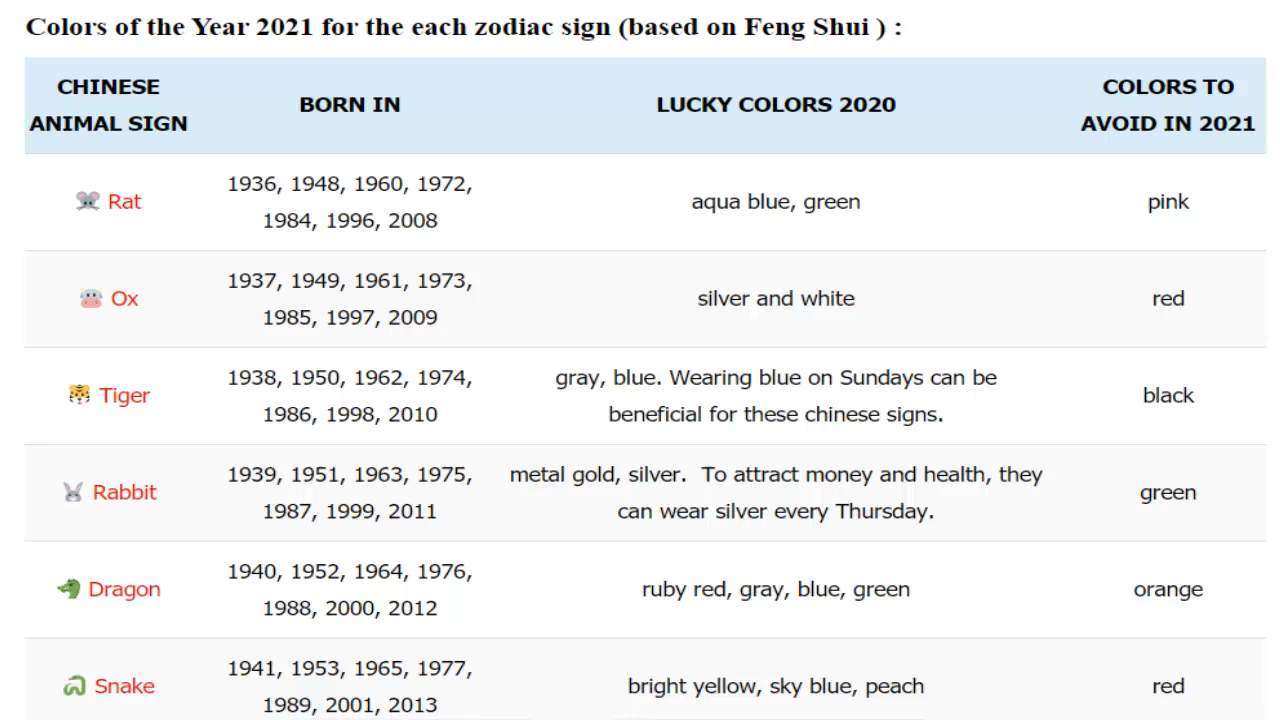 Colors of the Year 2021 for the each zodiac sign (based on Feng Shui ) :
CHINESE
ANIMAL SIGN
BORN IN
LUCKY COLORS 2020
COLORS TO
AVOID IN 2021
Rat
1936, 1948, 1960, 1972,
1984, 1996, 2008
aqua blue, green
pink
Ox
1937, 1949, 1961, 1973,
1985, 1997, 2009
silver and white
red
Tiger
1938, 1950, 1962, 1974,
1986, 1998, 2010
gray, blue. Wearing blue on Sundays can be
beneficial for these chinese signs.
black
Rabbit
1939, 1951, 1963, 1975,
1987, 1999, 2011
metal gold, silver.  To attract money and health, they
can wear silver every Thursday.
green
Dragon
1940, 1952, 1964, 1976,
1988, 2000, 2012
ruby red, gray, blue, green
orange
Snake
1941, 1953, 1965, 1977,
1989, 2001, 2013
bright yellow, sky blue, peach
red